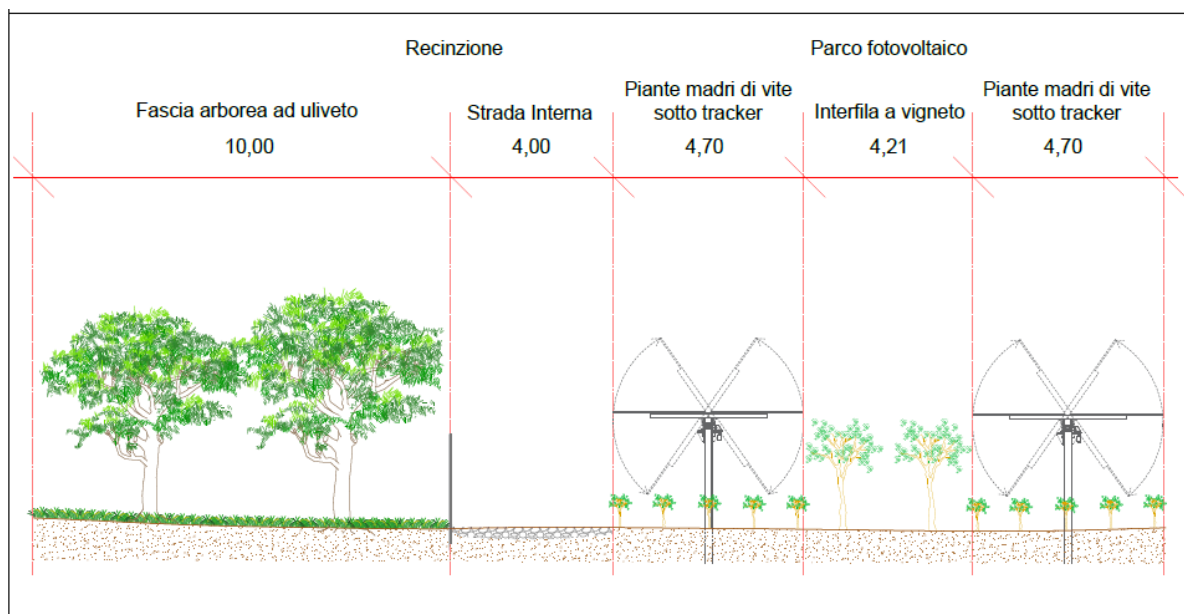 Recinzione
Parco fotovoltaico
Fascia arborea ad uliveto
10,00
Strada Interna
4,00
Piante madri di vite
sotto tracker
4,70
Interfila a vigneto
4,21
Piante madri di vite
sotto tracker
4,70